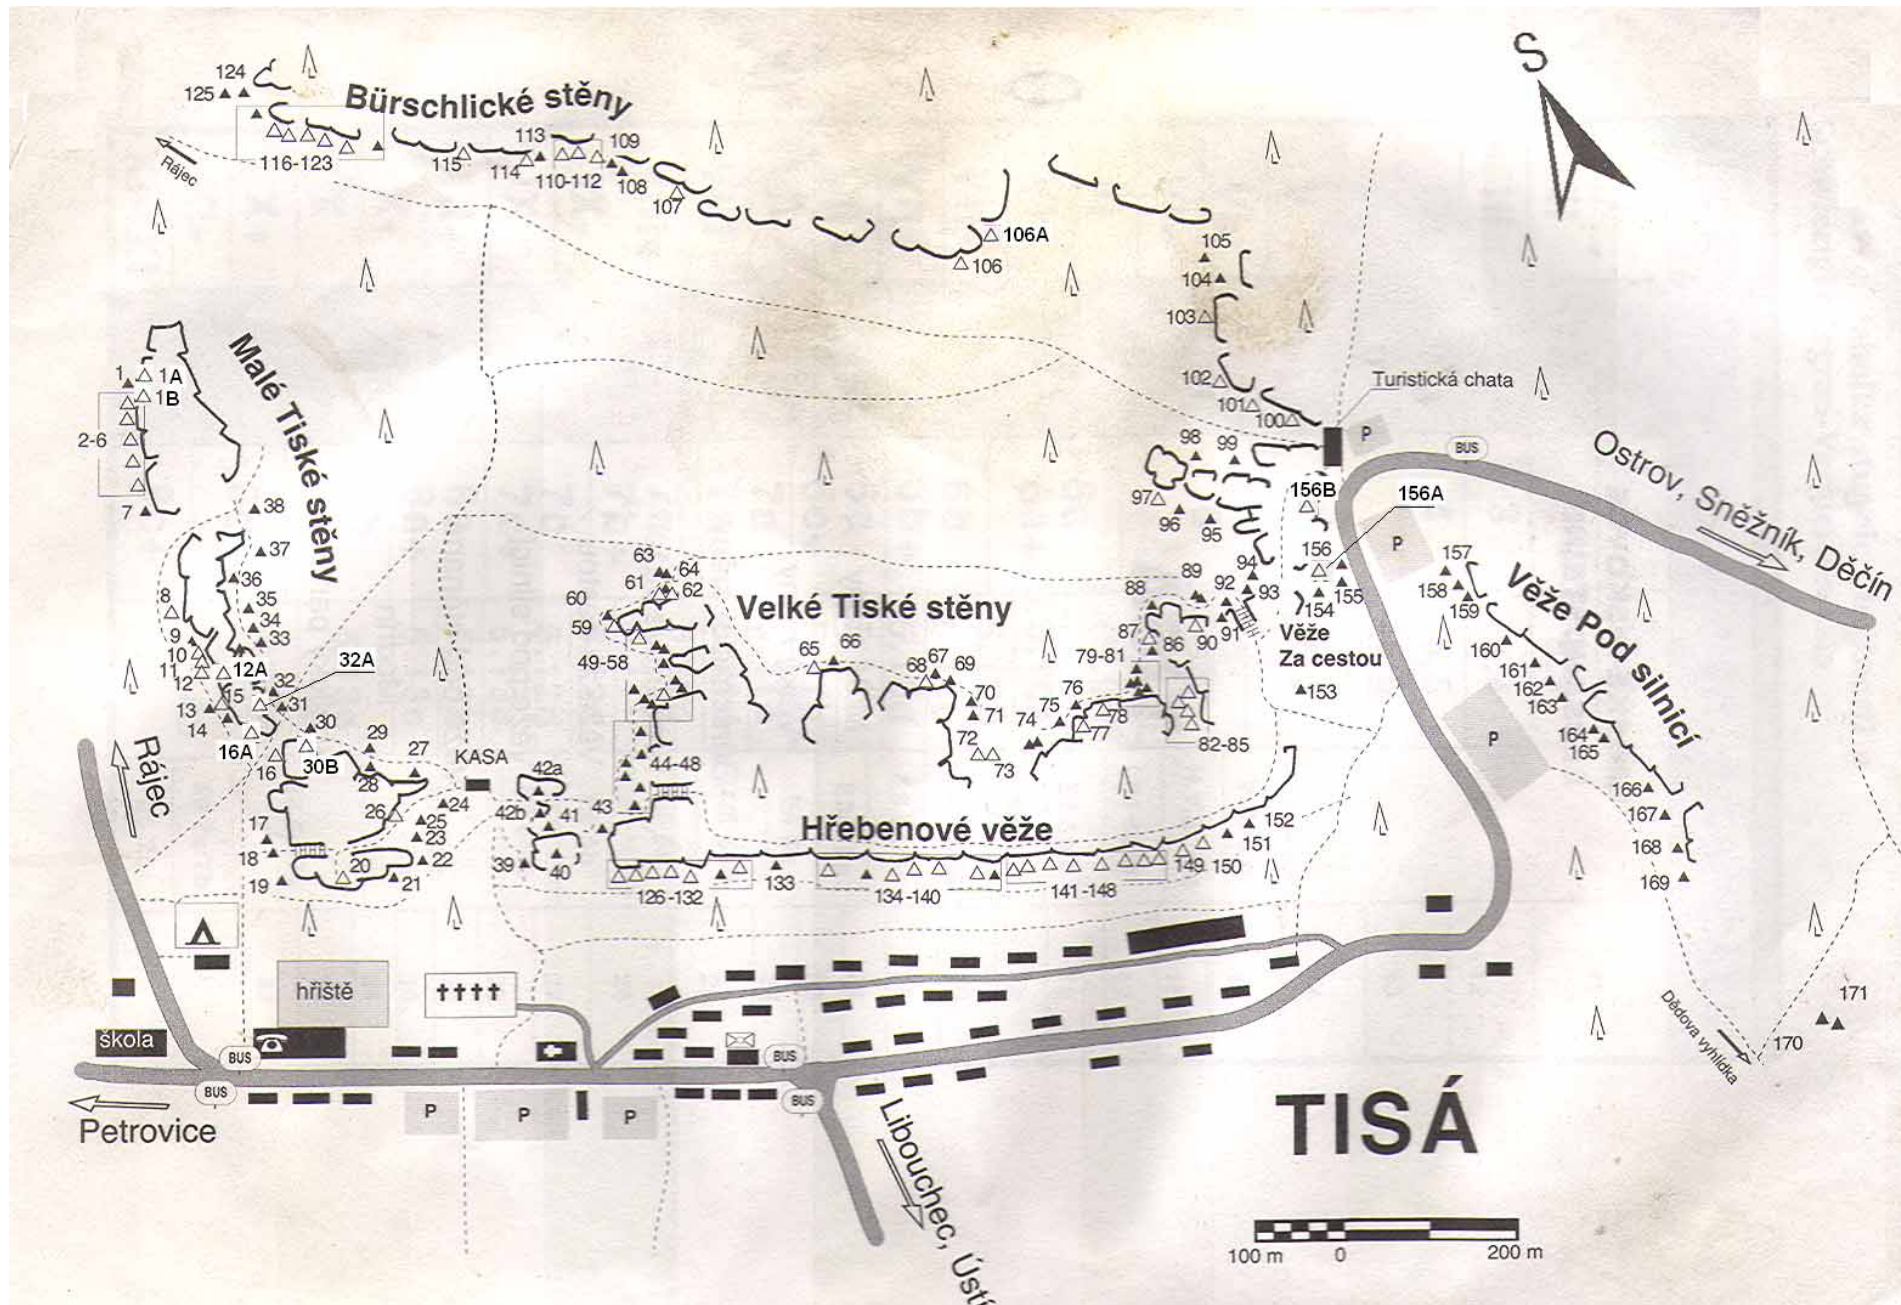 S
124
125
Bürschlické stěny
116-123
115
113
114
110-112
109
108
107
Rájec
106A
106
105
104
103
102
101
100
Turistická chata
P
BUS
Ostrov, Sněžník, Děčín
1
1A
1B
2-6
7
Malé Tiské stěny
38
37
36
35
34
33
8
9
10
11
12
12A
32A
13
14
15
32
31
16A
16
30
30B
29
28
27
26
KASA
24
25
23
22
17
18
19
20
21
98
99
97
96
95
156B
156A
P
156
94
93
92
91
155
154
157
158
159
Věže Pod silnicí
160
161
162
163
164
165
166
167
168
169
P
63
64
61
62
60
59
49-58
Velké Tiské stěny
65
66
67
68
69
70
71
72
73
74
75
76
77
78
79-81
88
89
87
86
90
82-85
Věže
Za cestou
153
42a
42b
41
43
44-48
39
40
Hřebenové věže
126-132
133
134-140
141-148
149
150
151
152
hřiště
škola
BUS
BUS
BUS
BUS
Rájec
Petrovice
P
P
P
Libouchec, Ústí
Dědova vyhlídka
170
171
TISÁ
100 m
0
200 m